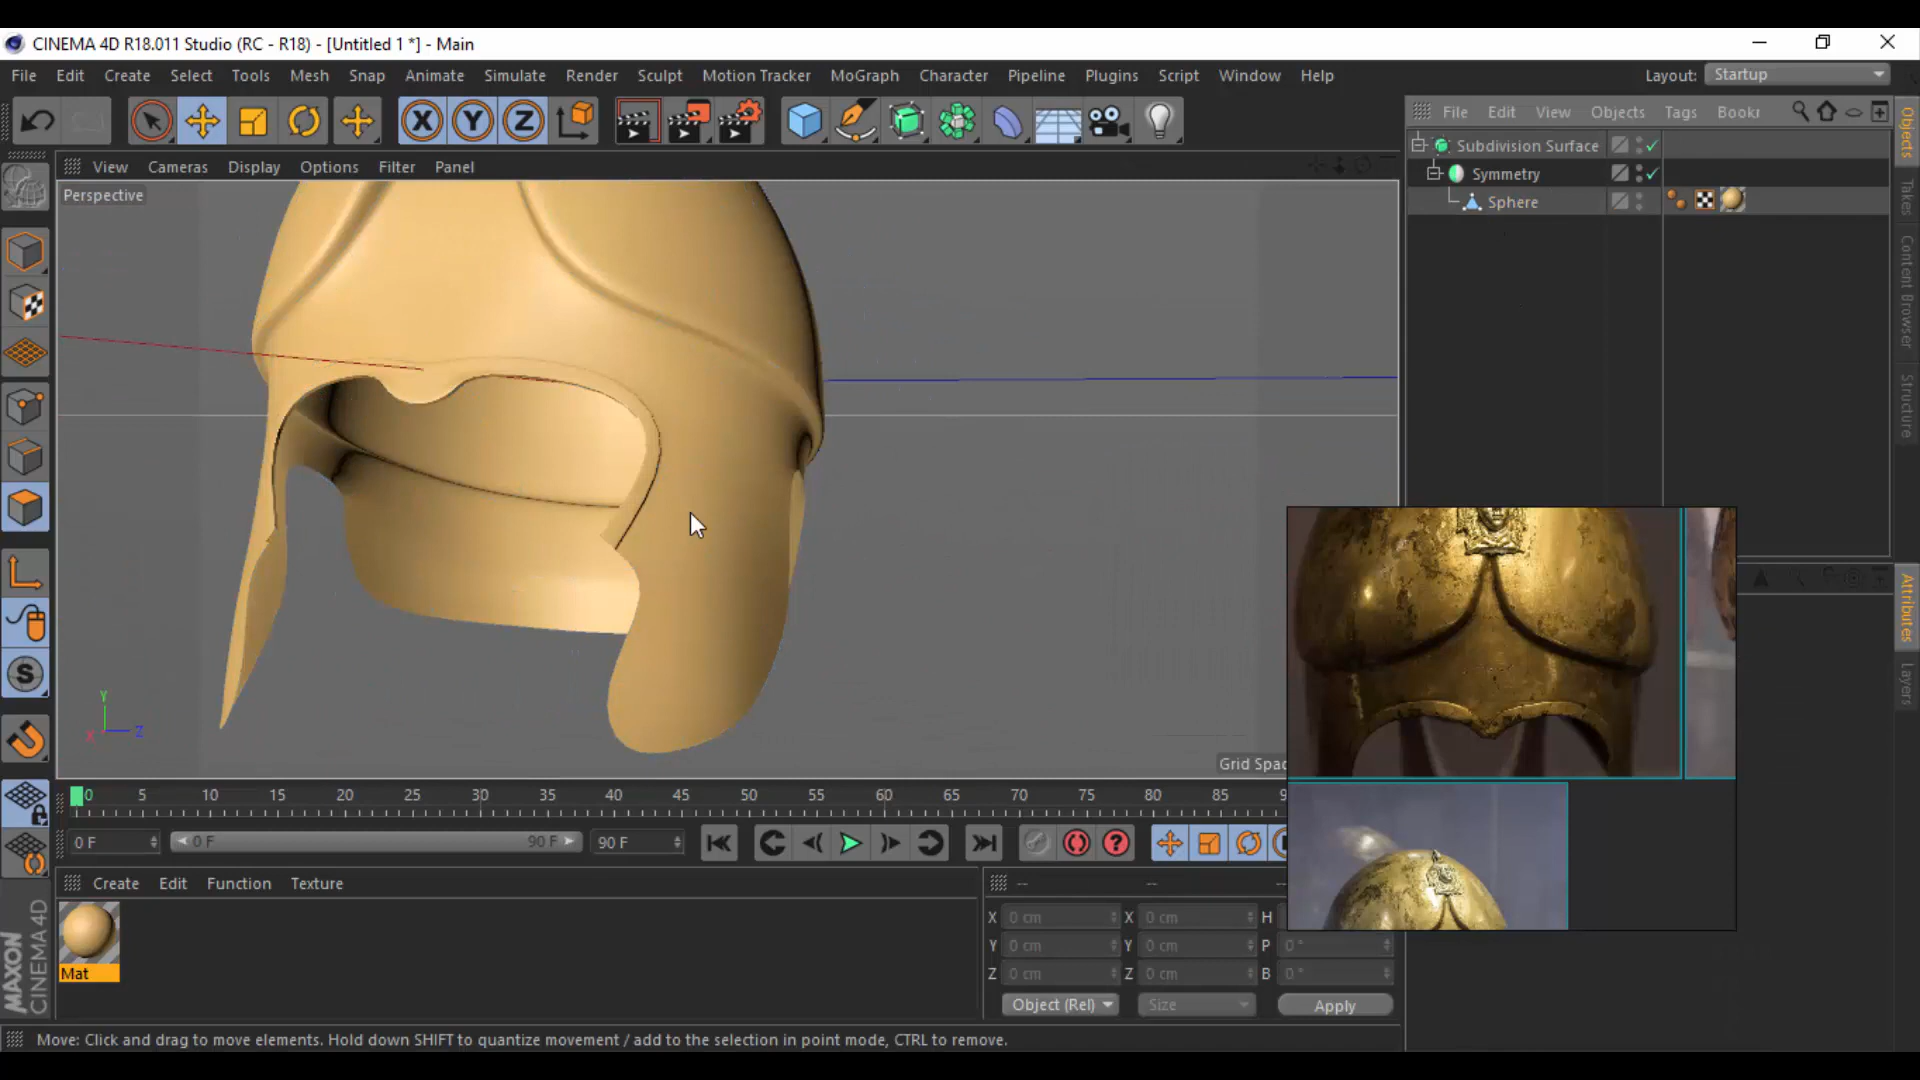 CINEMA 4D R18.011 Studio (RC - R18) - [Untitled 1 *] - Main
File Edit Create Select Tools Mesh Snap Animate Simulate Render Sculpt Motion Tracker MoGraph Character Pipeline Plugins Script Window Help Layout: Startup
File Edit View Objects Tags Bookr
X Y Z
View Cameras Display Options Filter Panel
Perspective
Subdivision Surface
Symmetry
Sphere
Objects
Takes
Content Browser
Structure
Attributes
Layers
Y
X Z
Grid Spac
0 5 10 15 20 25 30 35 40 45 50 55 60 65 70 75 80 85 9
0 F 0 F 90 F 90 F
Create Edit Function Texture
-- -- --
Mat
X 0 cm X 0 cm H
Y 0 cm Y 0 cm P 0 °
Z 0 cm Z 0 cm B 0 °
Object (Rel) Size Apply
MAXON
CINEMA 4D
Move: Click and drag to move elements. Hold down SHIFT to quantize movement / add to the selection in point mode, CTRL to remove.